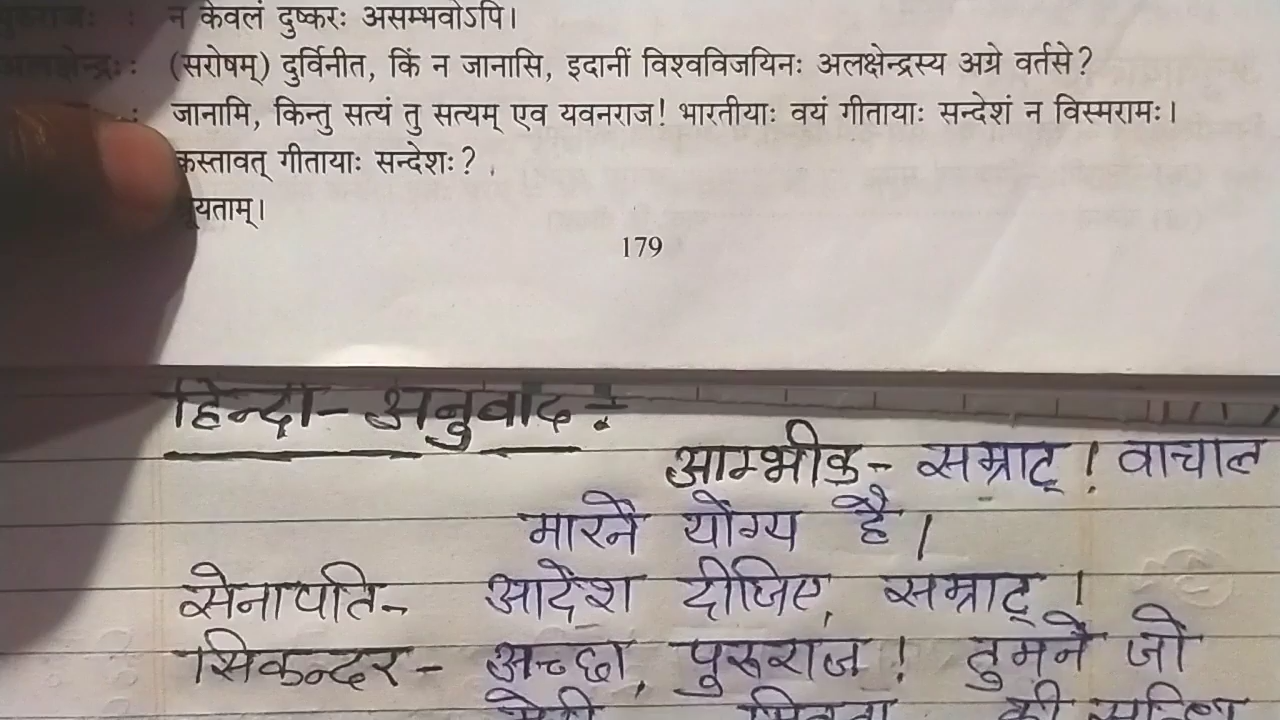 न केवलं दुष्करः असम्भवोऽपि।
(सरोषम्) दुर्विनीत, किं न जानासि, इदानीं विश्वविजयिनः अलक्षेन्द्रस्य अग्रे वर्तसे?
: जानामि, किन्तु सत्यं तु सत्यम् एव यवनराज! भारतीयाः वयं गीतायाः सन्देशं न विस्मरामः।
कस्तावत् गीतायाः सन्देशः?
179
हिन्दी-अनुवाद :-
आम्भीक- सम्राट् ! वाचाल
मारने योग्य है।
सेनापति- आदेश दीजिए, सम्राट् !
सिकन्दर- अच्छा, पुरुराज ! तुमने जो